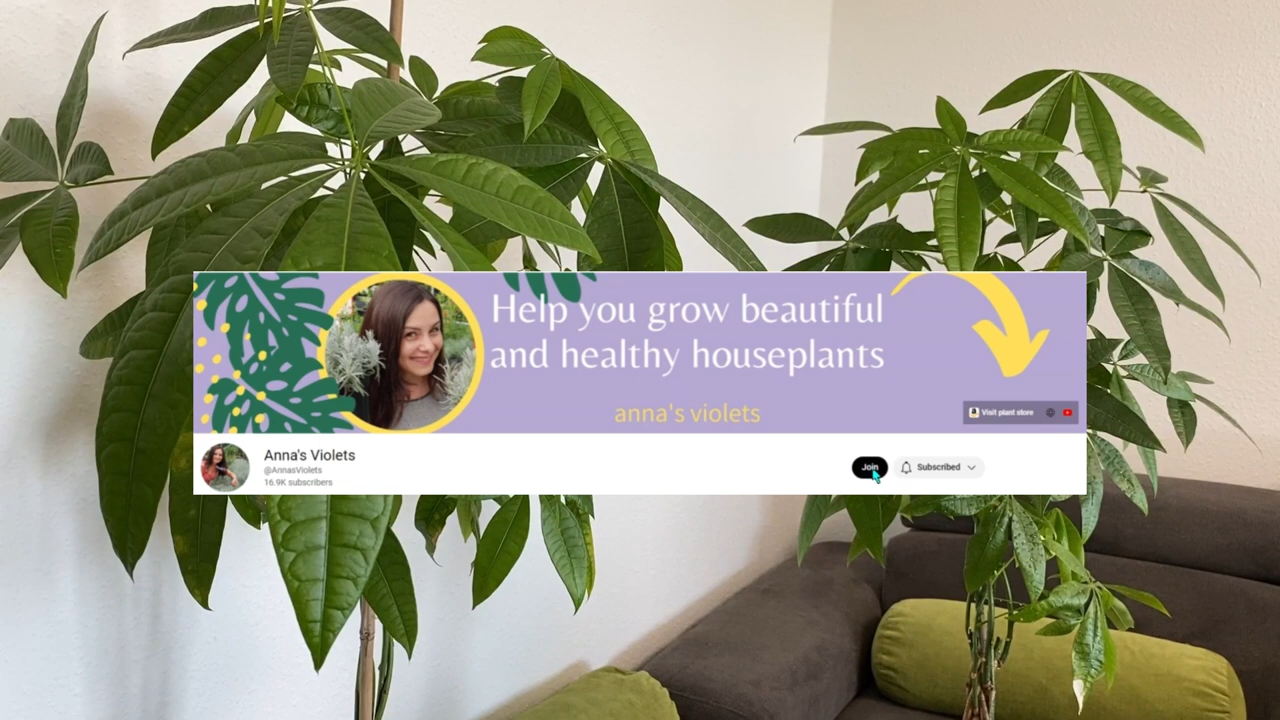 Help you grow beautiful
and healthy houseplants
anna's violets
Visit plant store
Anna's Violets
@AnnasViolets
16.9K subscribers
Join
Subscribed